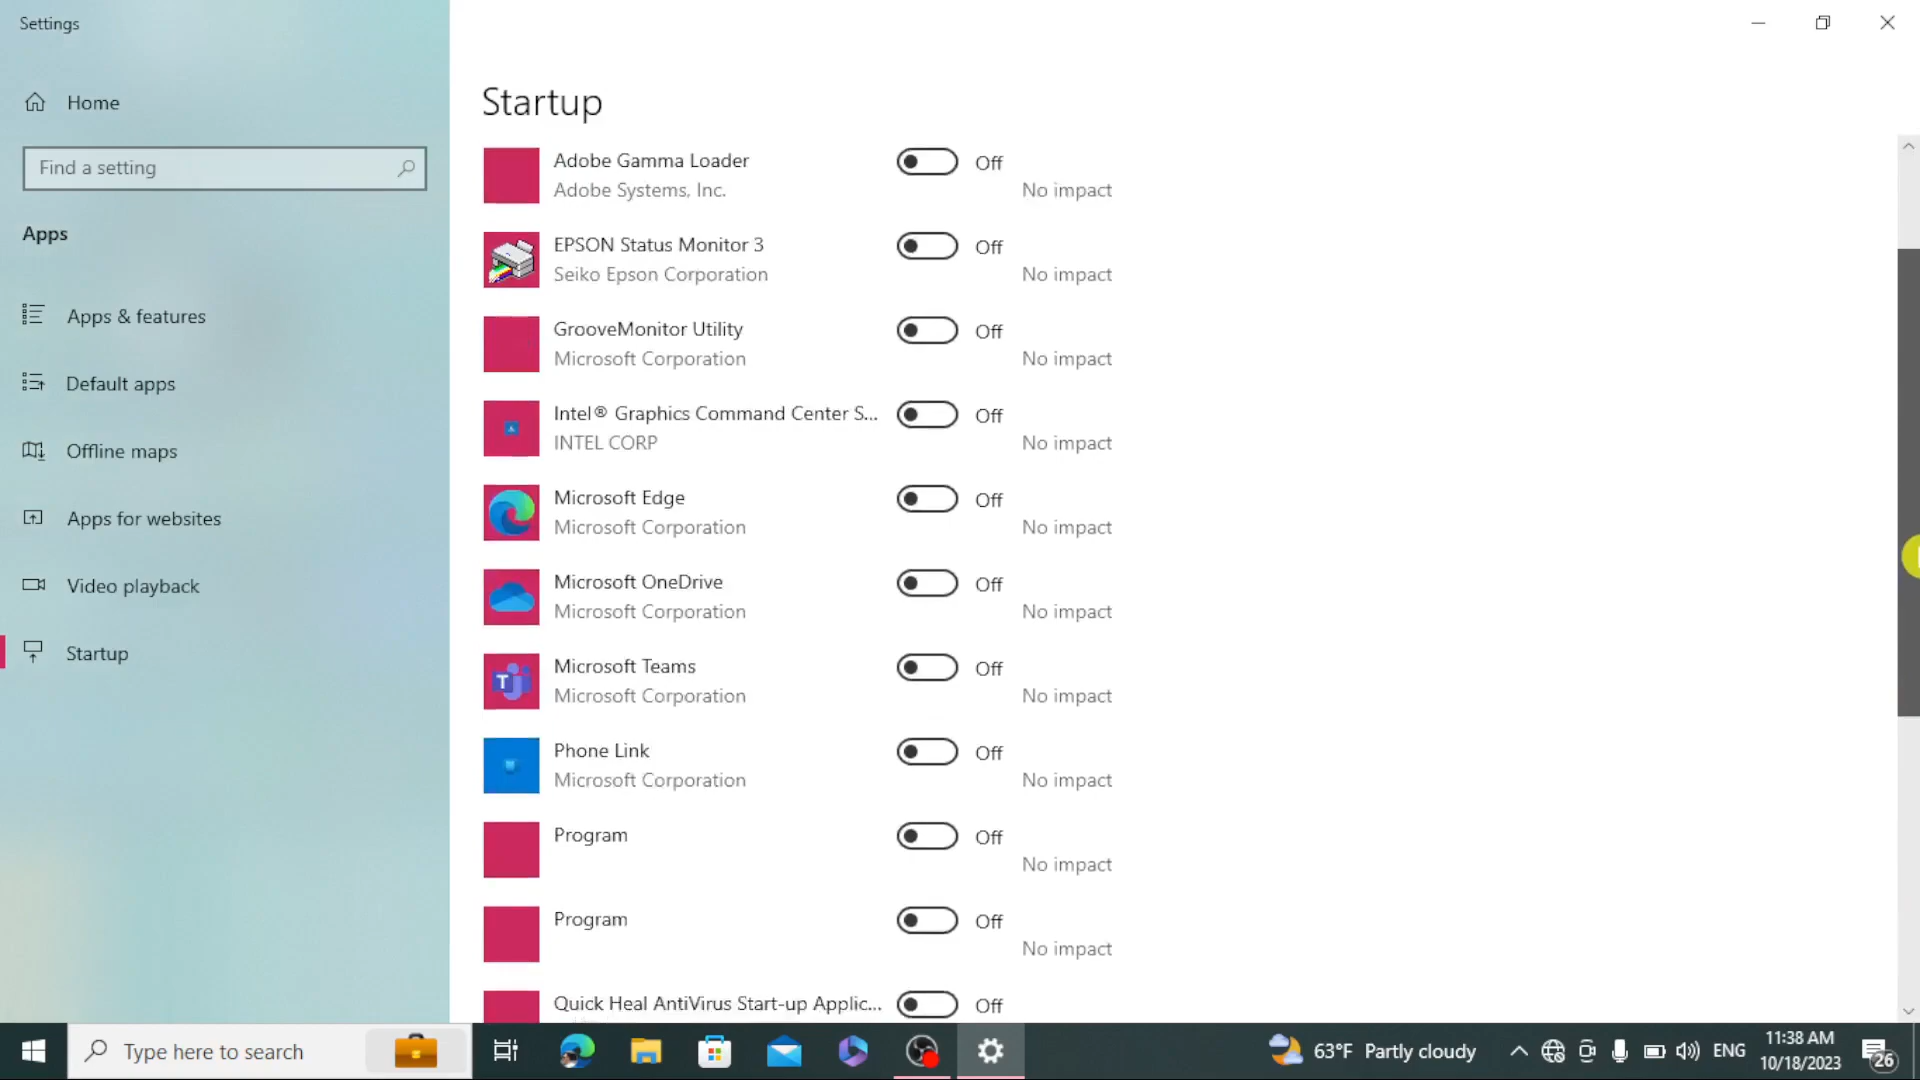 Settings
Home
Find a setting
Apps
Apps & features
Default apps
Offline maps
Apps for websites
Video playback
Startup
Startup
Adobe Gamma Loader
Off
Adobe Systems, Inc.
No impact
EPSON Status Monitor 3
Off
Seiko Epson Corporation
No impact
GrooveMonitor Utility
Off
Microsoft Corporation
No impact
Intel® Graphics Command Center S...
Off
INTEL CORP
No impact
Microsoft Edge
Off
Microsoft Corporation
No impact
Microsoft OneDrive
Off
Microsoft Corporation
No impact
Microsoft Teams
Off
Microsoft Corporation
No impact
Phone Link
Off
Microsoft Corporation
No impact
Program
Off
No impact
Program
Off
No impact
Quick Heal AntiVirus Start-up Applic...
Off
Type here to search
63°F Partly cloudy
ENG
11:38 AM
10/18/2023
26